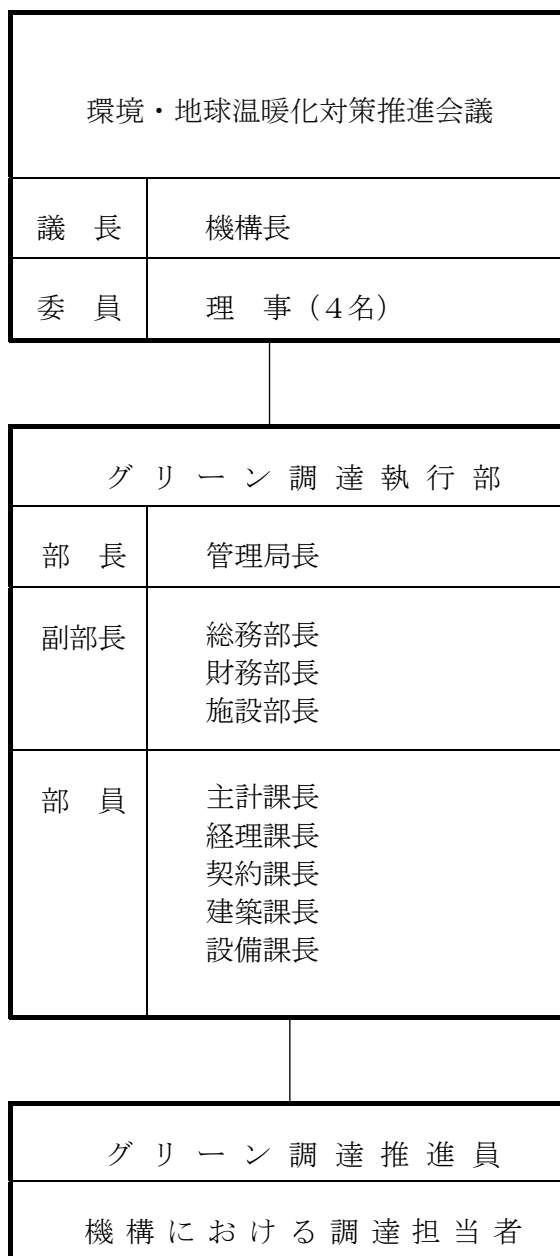 環境・地球温暖化対策推進会議
議　長　機構長
委　員　理　事（４名）
グリーン調達執行部
部　長　管理局長
副部長　総務部長
財務部長
施設部長
部　員　主計課長
経理課長
契約課長
建築課長
設備課長
グリーン調達推進員
機構における調達担当者